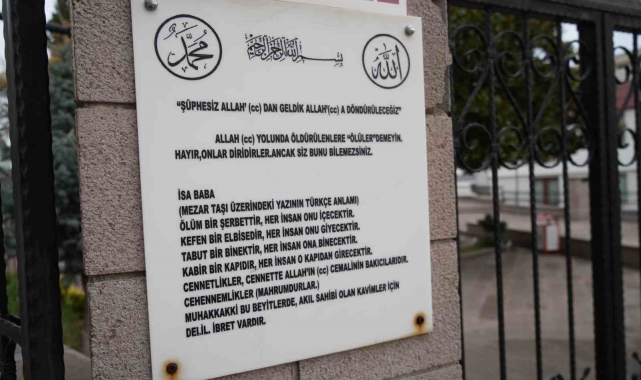 محمد
بسم الله الرحمن الرحيم
الله
“ŞÜPHESİZ ALLAH’ (cc) DAN GELDİK ALLAH’(cc) A DÖNDÜRÜLECEĞİZ”
ALLAH (cc) YOLUNDA ÖLDÜRÜLENLERE “ÖLÜLER”DEMEYİN.
HAYIR,ONLAR DİRİDİRLER.ANCAK SİZ BUNU BİLEMEZSİNİZ.
İSA BABA
(MEZAR TAŞI ÜZERİNDEKİ YAZININ TÜRKÇE ANLAMI)
ÖLÜM BİR ŞERBETTİR, HER İNSAN ONU İÇECEKTİR.
KEFEN BİR ELBİSEDİR, HER İNSAN ONU GİYECEKTİR.
TABUT BİR BİNEKTİR, HER İNSAN ONA BİNECEKTİR.
KABİR BİR KAPIDIR, HER İNSAN O KAPIDAN GİRECEKTİR.
CENNETLİKLER, CENNETTE ALLAH'IN (cc) CEMALİNİN BAKICILARIDIR.
CEHENNEMLİKLER (MAHRUNDURLAR.)
MUHAKKAKKİ BU BEYİTLERDE, AKIL SAHİBİ OLAN KAVİMLER İÇİN
DELİL. İBRET VARDIR.